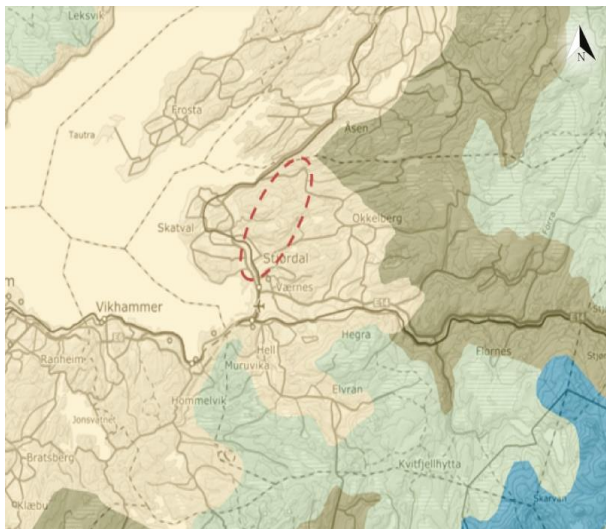 Leksvik
N
Frosta
Tautra
Åsen
Skatval
Okkelberg
Stjørdal
Forra
Værnes
Vikhammer
Hegra
Flornes
Ranheim
Hell
Muruvika
Elvran
Hommelvik
Jonsvatnet
Bratsberg
Kvitfjellhytta
Skarvan
Klæbu